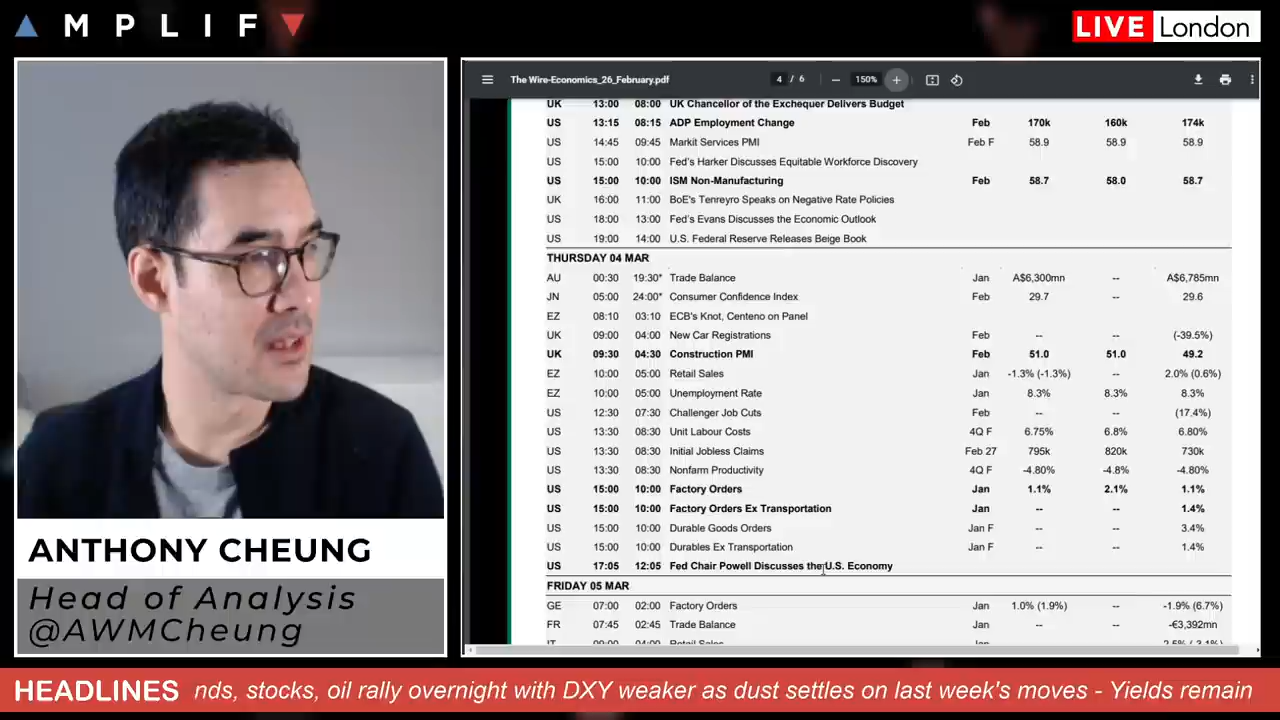 AMPLIFY
LIVE London
The Wire-Economics_26_February.pdf 4 / 6 150%
UK 13:00 08:00 UK Chancellor of the Exchequer Delivers Budget
US 13:15 08:15 ADP Employment Change Feb 170k 160k 174k
US 14:45 09:45 Markit Services PMI Feb F 58.9 58.9 58.9
US 15:00 10:00 Fed's Harker Discusses Equitable Workforce Discovery
US 15:00 10:00 ISM Non-Manufacturing Feb 58.7 58.0 58.7
UK 16:00 11:00 BoE's Tenreyro Speaks on Negative Rate Policies
US 18:00 13:00 Fed's Evans Discusses the Economic Outlook
US 19:00 14:00 U.S. Federal Reserve Releases Beige Book
THURSDAY 04 MAR
AU 00:30 19:30* Trade Balance Jan A$6,300mn -- A$6,785mn
JN 05:00 24:00* Consumer Confidence Index Feb 29.7 -- 29.6
EZ 08:10 03:10 ECB's Knot, Centeno on Panel
UK 09:00 04:00 New Car Registrations Feb -- -- (-39.5%)
UK 09:30 04:30 Construction PMI Feb 51.0 51.0 49.2
EZ 10:00 05:00 Retail Sales Jan -1.3% (-1.3%) -- 2.0% (0.6%)
EZ 10:00 05:00 Unemployment Rate Jan 8.3% 8.3% 8.3%
US 12:30 07:30 Challenger Job Cuts Feb -- -- (17.4%)
US 13:30 08:30 Unit Labour Costs 4Q F 6.75% 6.8% 6.80%
US 13:30 08:30 Initial Jobless Claims Feb 27 795k 820k 730k
US 13:30 08:30 Nonfarm Productivity 4Q F -4.80% -4.8% -4.80%
US 15:00 10:00 Factory Orders Jan 1.1% 2.1% 1.1%
US 15:00 10:00 Factory Orders Ex Transportation Jan -- -- 1.4%
US 15:00 10:00 Durable Goods Orders Jan F -- -- 3.4%
US 15:00 10:00 Durables Ex Transportation Jan F -- -- 1.4%
US 17:05 12:05 Fed Chair Powell Discusses the U.S. Economy
FRIDAY 05 MAR
GE 07:00 02:00 Factory Orders Jan 1.0% (1.9%) -- -1.9% (6.7%)
FR 07:45 02:45 Trade Balance Jan -- -- -€3,392mn
IT 09:00 04:00 Retail Sales Jan
ANTHONY CHEUNG
Head of Analysis
@AWMCheung
HEADLINES nds, stocks, oil rally overnight with DXY weaker as dust settles on last week's moves - Yields remain